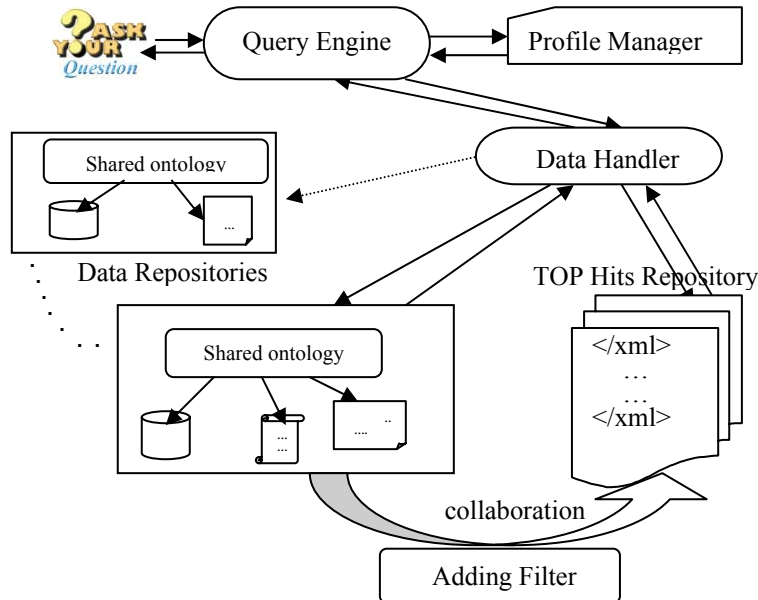 ?ASK
YOUR
Question
Query Engine
Profile Manager
Data Handler
Shared ontology
...
Data Repositories
TOP Hits Repository
Shared ontology
</xml>
...
...
</xml>
...
...
..
....
collaboration
Adding Filter